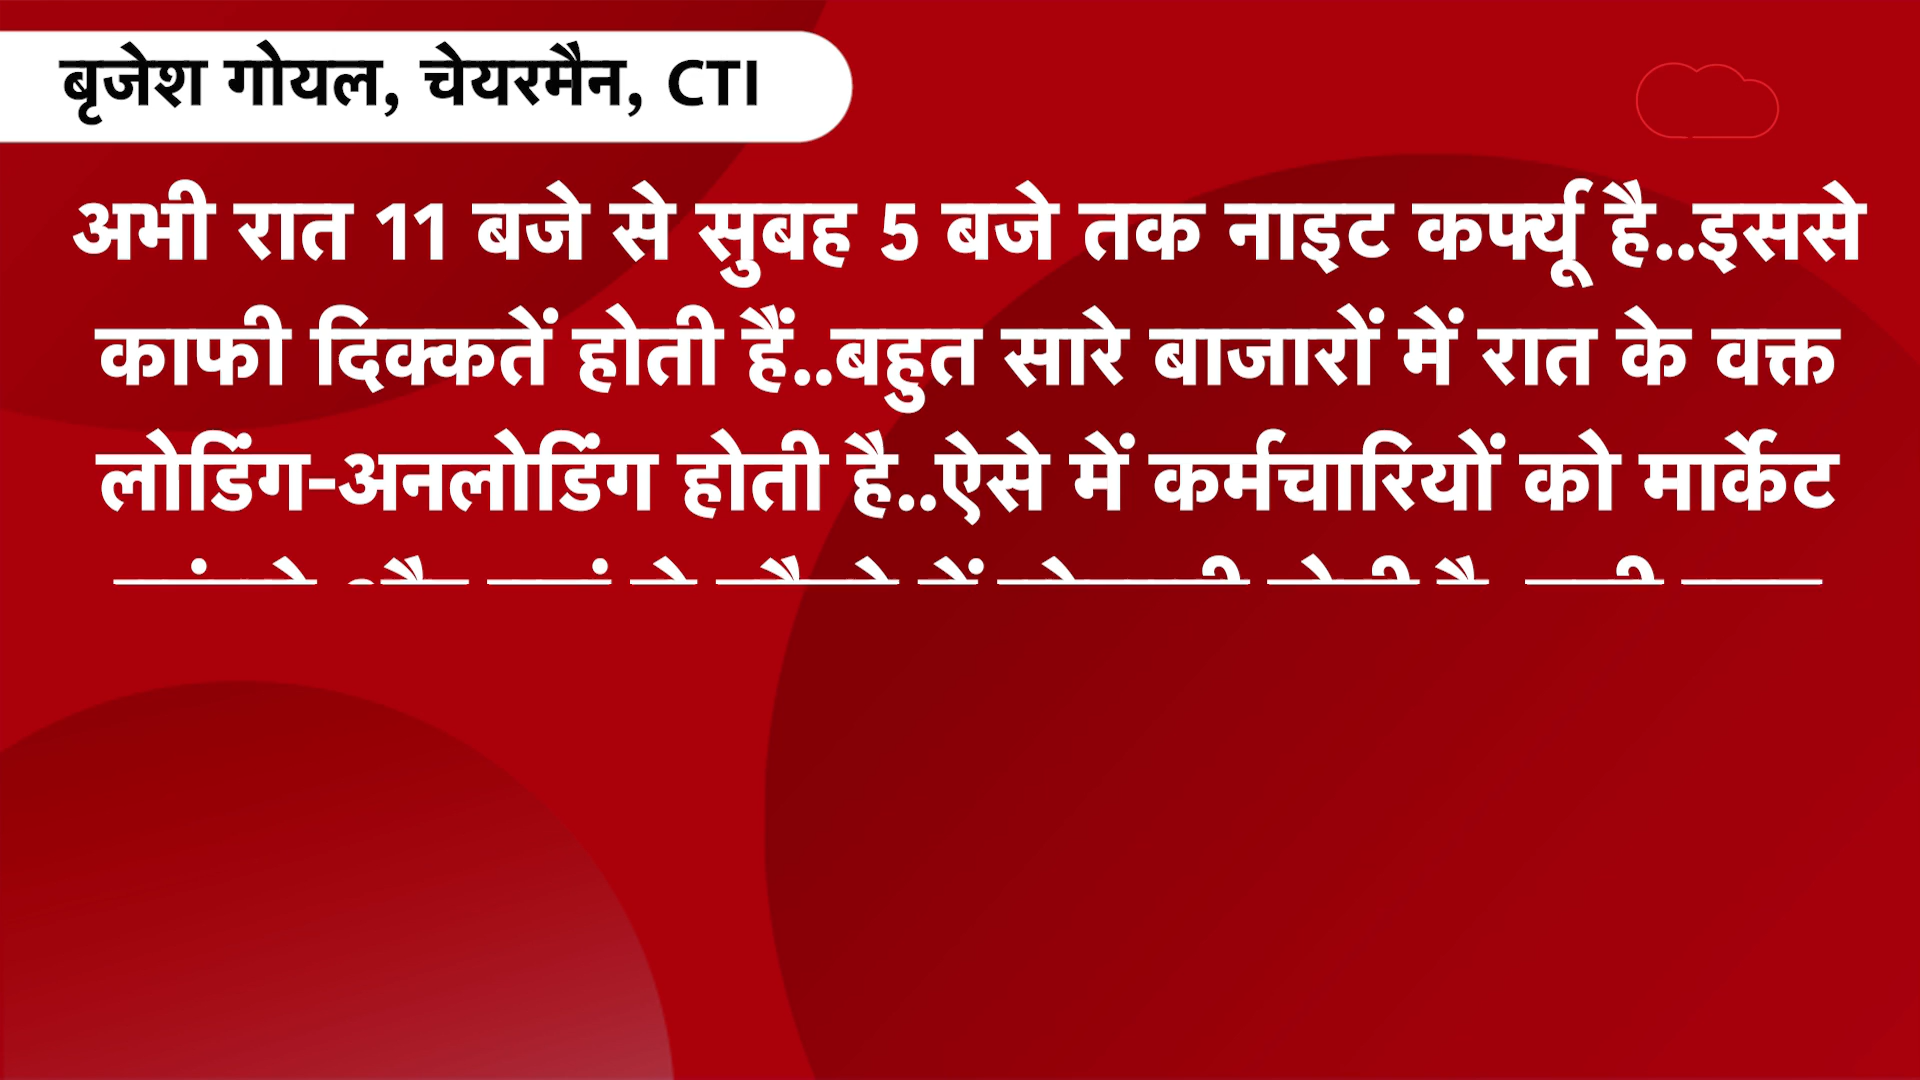 बृजेश गोयल, चेयरमैन, CTI
अभी रात 11 बजे से सुबह 5 बजे तक नाइट कर्फ्यू है..इससे
काफी दिक्कतें होती हैं..बहुत सारे बाजारों में रात के वक्त
लोडिंग-अनलोडिंग होती है..ऐसे में कर्मचारियों को मार्केट